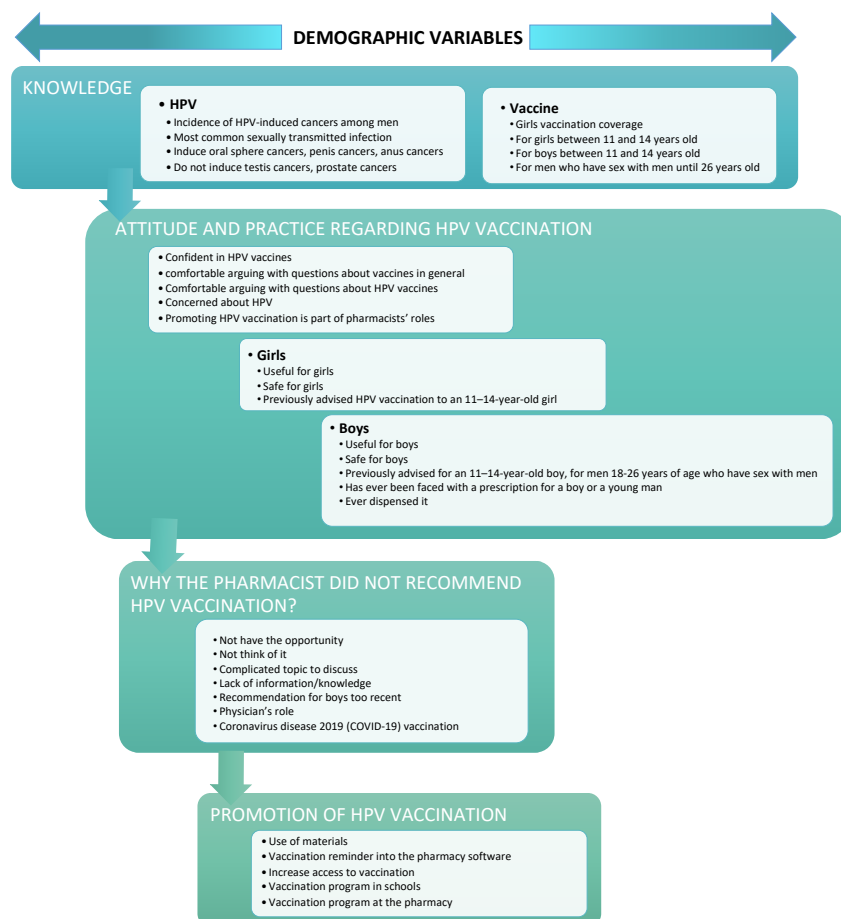 DEMOGRAPHIC VARIABLES
KNOWLEDGE
• HPV
• Incidence of HPV-induced cancers among men
• Most common sexually transmitted infection
• Induce oral sphere cancers, penis cancers, anus cancers
• Do not induce testis cancers, prostate cancers
• Vaccine
• Girls vaccination coverage
• For girls between 11 and 14 years old
• For boys between 11 and 14 years old
• For men who have sex with men until 26 years old
ATTITUDE AND PRACTICE REGARDING HPV VACCINATION
• Confident in HPV vaccines
• comfortable arguing with questions about vaccines in general
• Comfortable arguing with questions about HPV vaccines
• Concerned about HPV
• Promoting HPV vaccination is part of pharmacists’ roles
• Girls
• Useful for girls
• Safe for girls
• Previously advised HPV vaccination to an 11–14-year-old girl
• Boys
• Useful for boys
• Safe for boys
• Previously advised for an 11–14-year-old boy, for men 18-26 years of age who have sex with men
• Has ever been faced with a prescription for a boy or a young man
• Ever dispensed it
WHY THE PHARMACIST DID NOT RECOMMEND
HPV VACCINATION?
• Not have the opportunity
• Not think of it
• Complicated topic to discuss
• Lack of information/knowledge
• Recommendation for boys too recent
• Physician’s role
• Coronavirus disease 2019 (COVID-19) vaccination
PROMOTION OF HPV VACCINATION
• Use of materials
• Vaccination reminder into the pharmacy software
• Increase access to vaccination
• Vaccination program in schools
• Vaccination program at the pharmacy